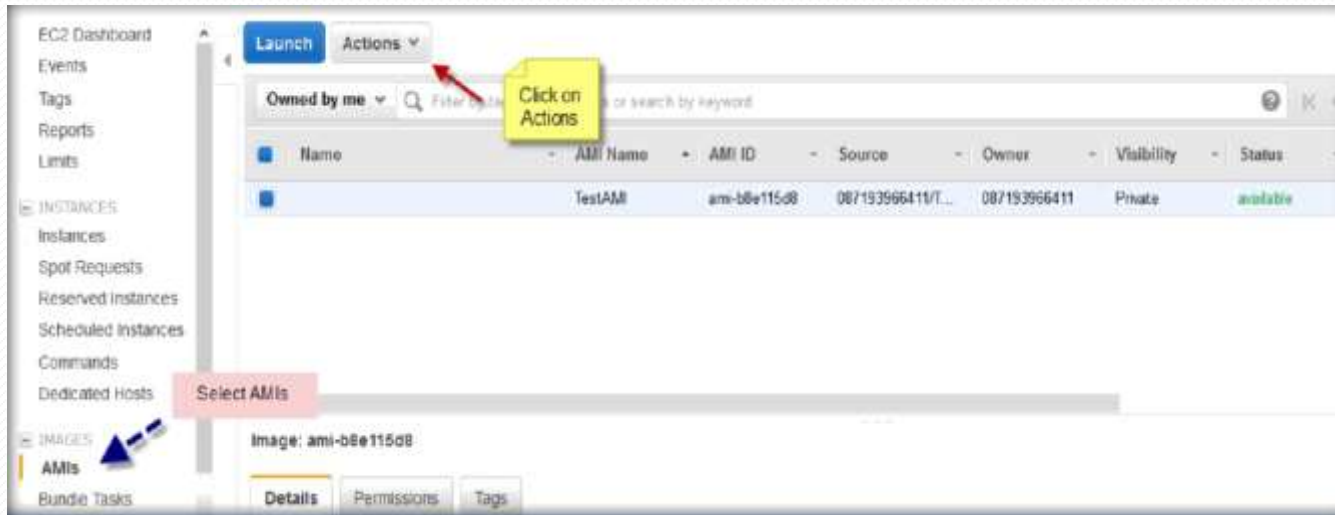 EC2 Dashboard
Events
Tags
Reports
Limits
INSTANCES
Instances
Spot Requests
Reserved Instances
Scheduled Instances
Commands
Dedicated Hosts
IMAGES
AMIs
Bundle Tasks
Select AMIs
Launch Actions
Click on
Actions
Owned by me Filter by or search by keyword
Name AMI Name AMI ID Source Owner Visibility Status
TestAMI ami-b8e115d8 087193966411/T... 087193966411 Private available
Image: ami-b8e115d8
Details Permissions Tags